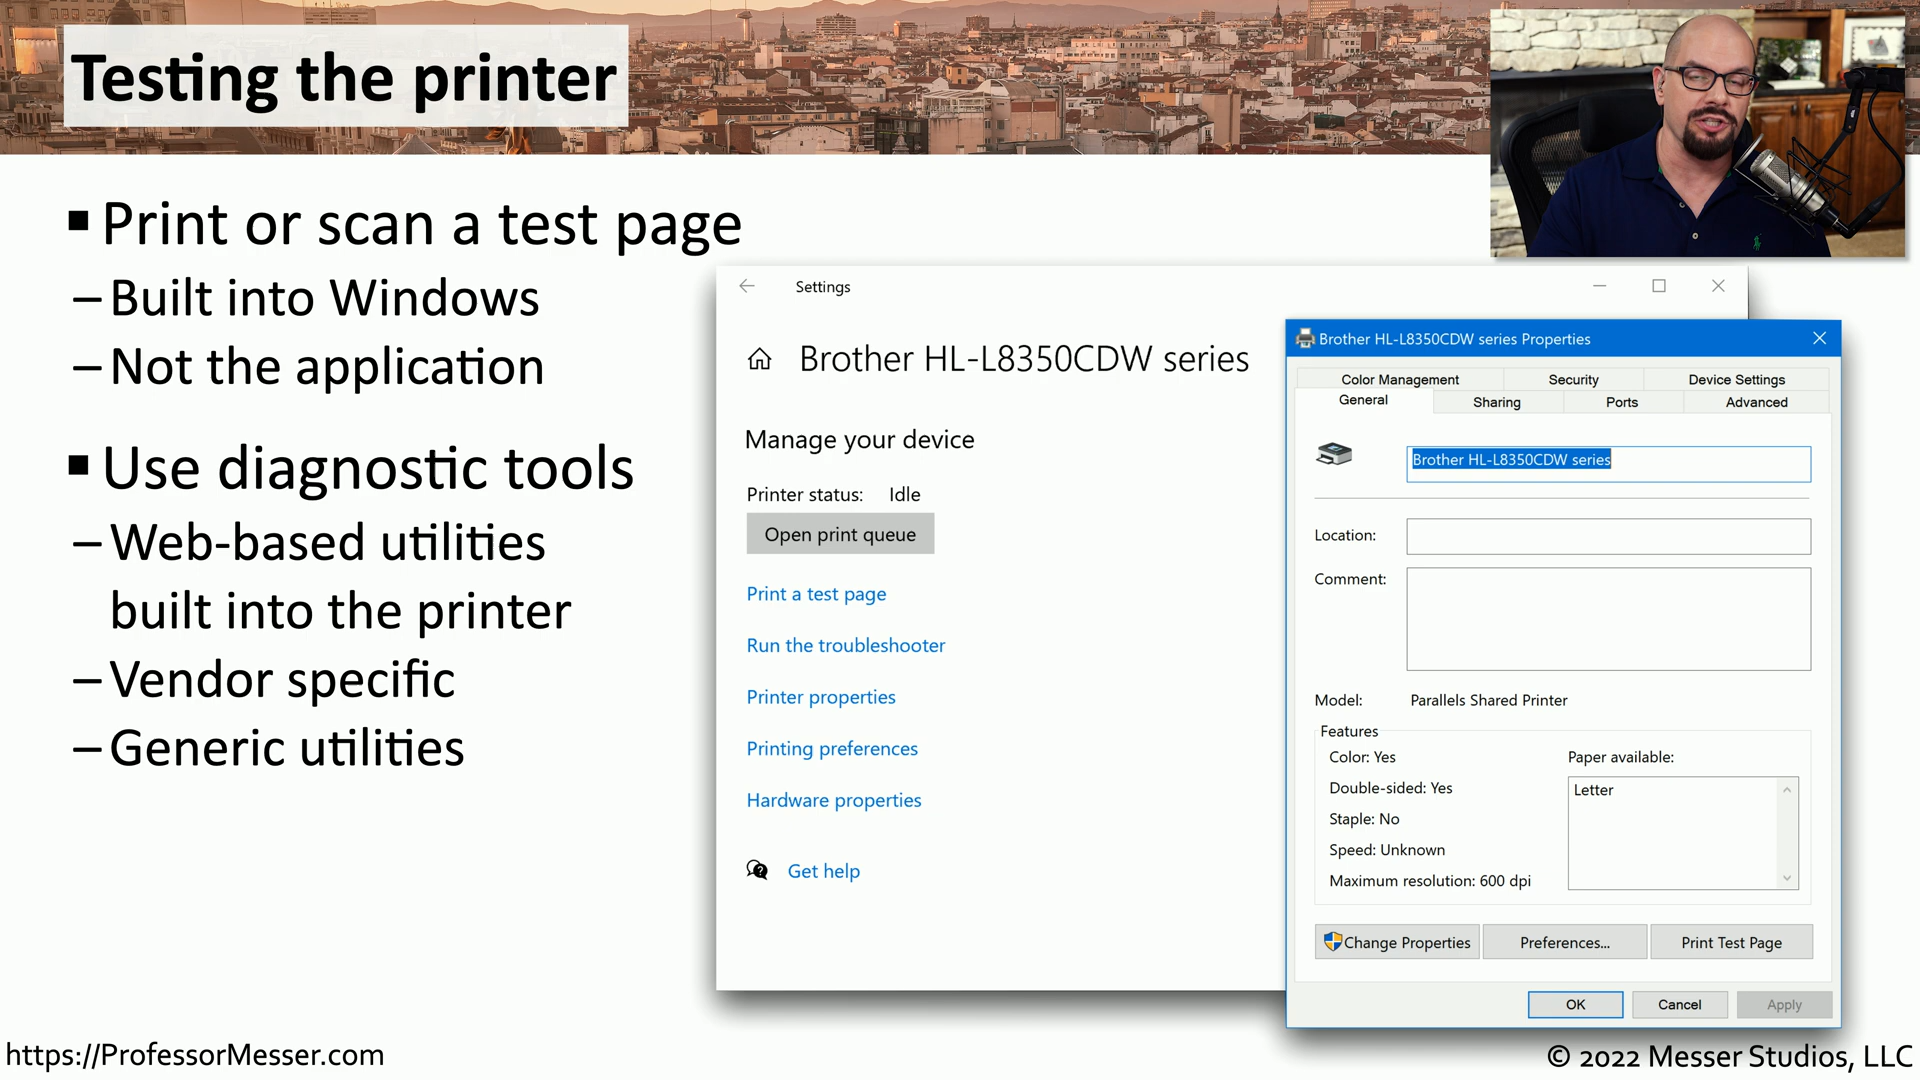 Testing the printer
▪ Print or scan a test page
– Built into Windows
– Not the application
▪ Use diagnostic tools
– Web-based utilities
built into the printer
– Vendor specific
– Generic utilities
Settings
Brother HL-L8350CDW series
Manage your device
Printer status: Idle
Open print queue
Print a test page
Run the troubleshooter
Printer properties
Printing preferences
Hardware properties
Get help
Brother HL-L8350CDW series Properties
Color Management Security Device Settings
General Sharing Ports Advanced
Brother HL-L8350CDW series
Location:
Comment:
Model: Parallels Shared Printer
Features
Color: Yes Paper available:
Double-sided: Yes Letter
Staple: No
Speed: Unknown
Maximum resolution: 600 dpi
Change Properties Preferences... Print Test Page
OK Cancel Apply
https://ProfessorMesser.com
© 2022 Messer Studios, LLC